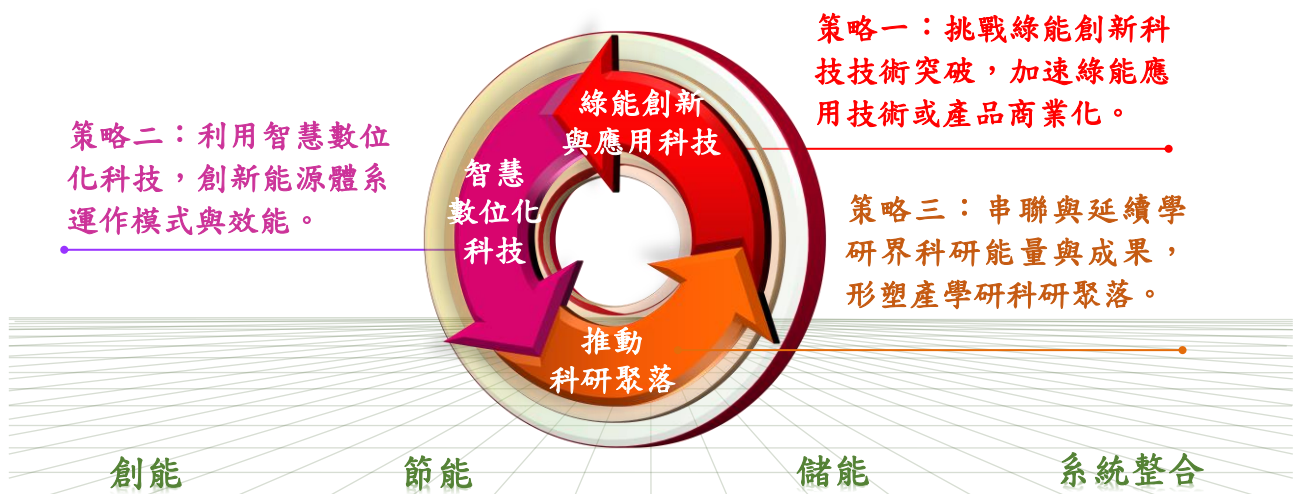 策略一：挑戰綠能創新科
技技術突破，加速綠能應
用技術或產品商業化。
綠能創新
與應用科技
策略二：利用智慧數位
化科技，創新能源體系
運作模式與效能。
智慧
數位化
科技
策略三：串聯與延續學
研界科研能量與成果，
形塑產學研科研聚落。
推動
科研聚落
創能 節能 儲能 系統整合